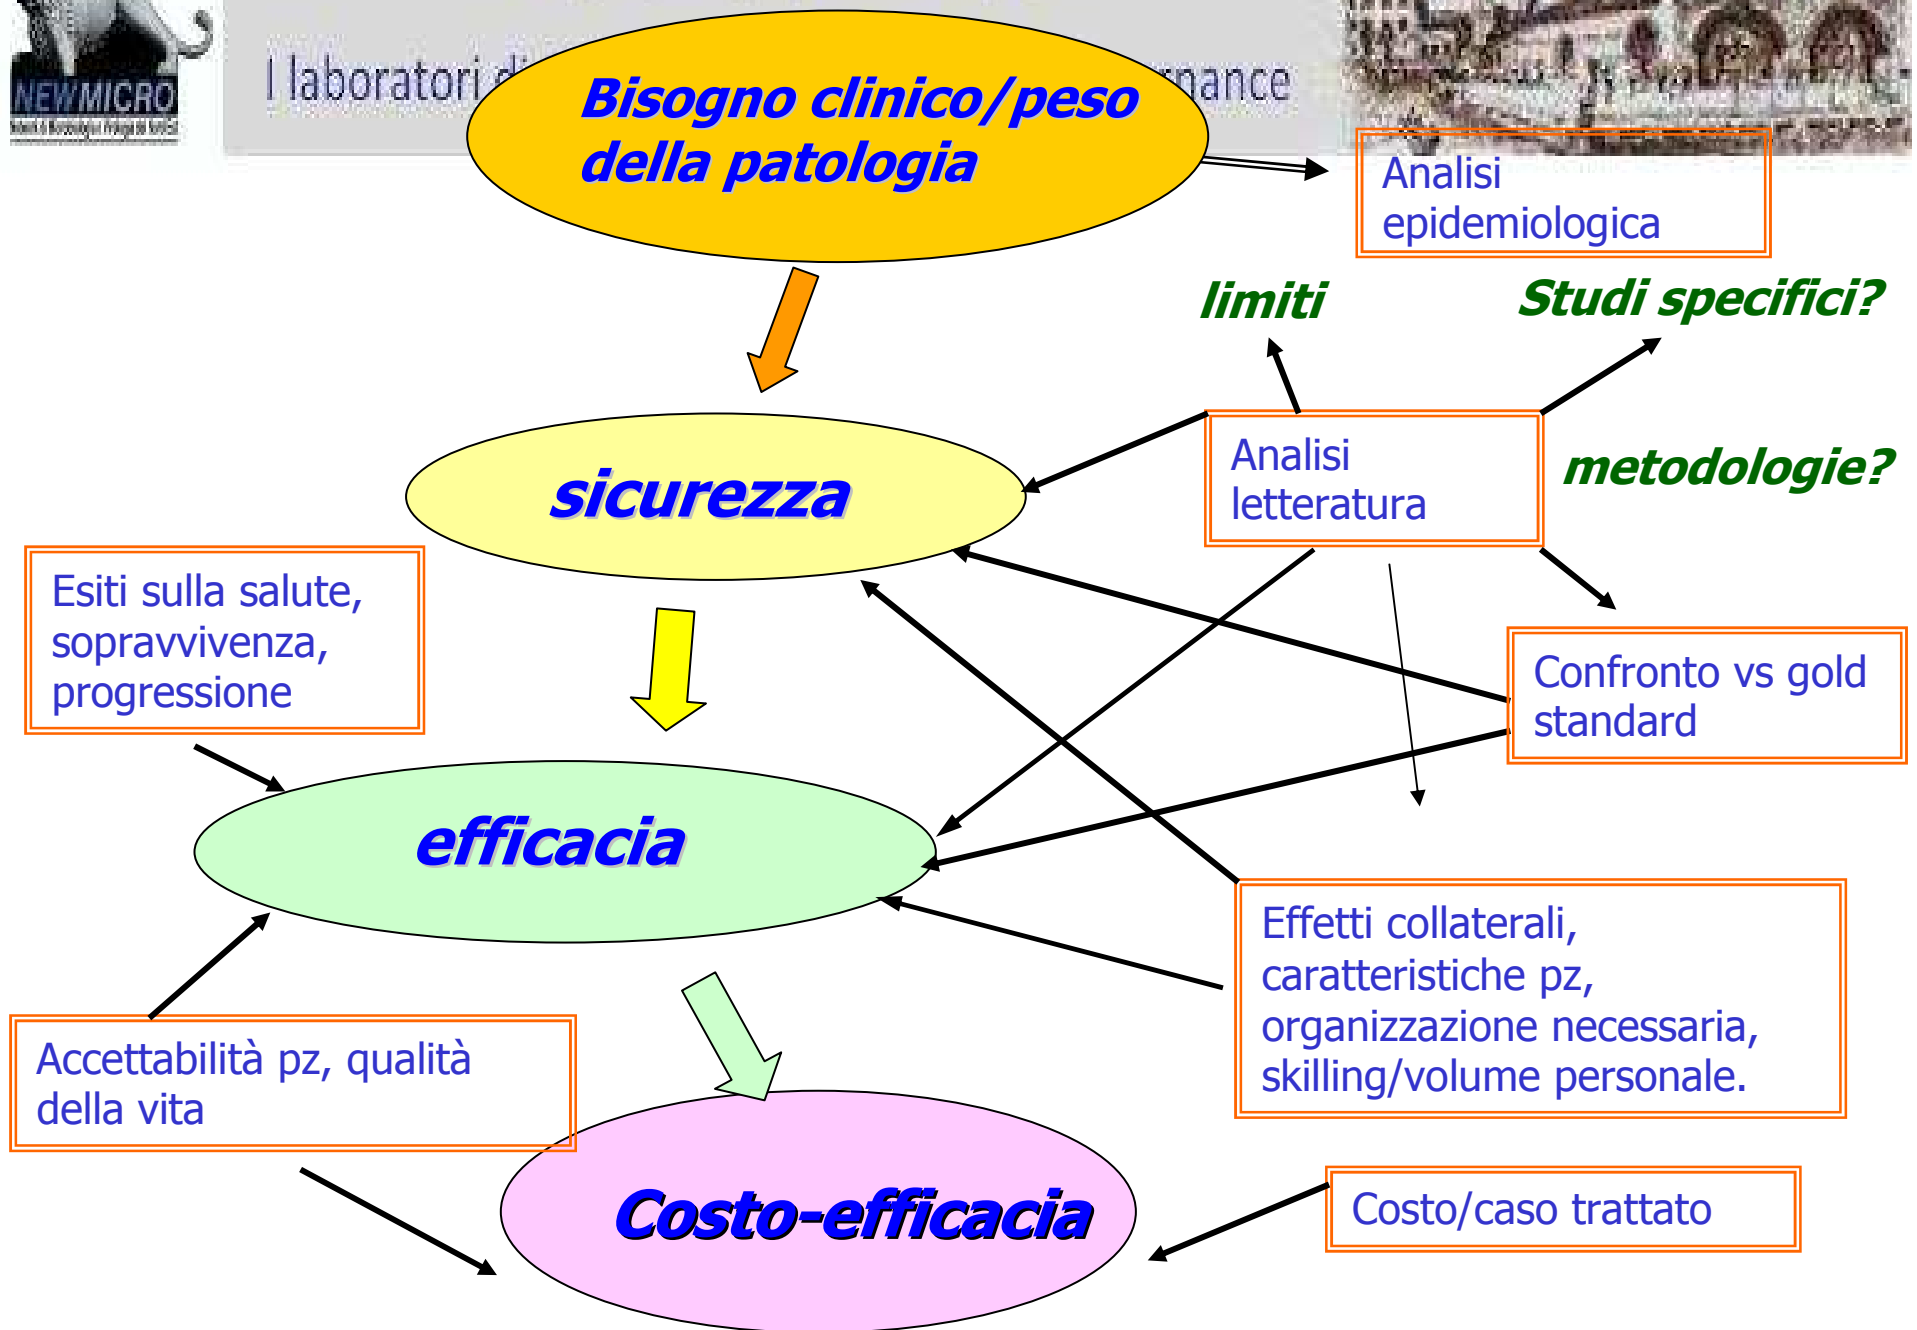 NEW MICRO
I laboratori
Bisogno clinico/peso
della patologia
Analisi
epidemiologica
limiti
Studi specifici?
Analisi
letteratura
metodologie?
sicurezza
Esiti sulla salute,
sopravvivenza,
progressione
Confronto vs gold
standard
efficacia
Effetti collaterali,
caratteristiche pz,
organizzazione necessaria,
skilling/volume personale.
Accettabilità pz, qualità
della vita
Costo-efficacia
Costo/caso trattato